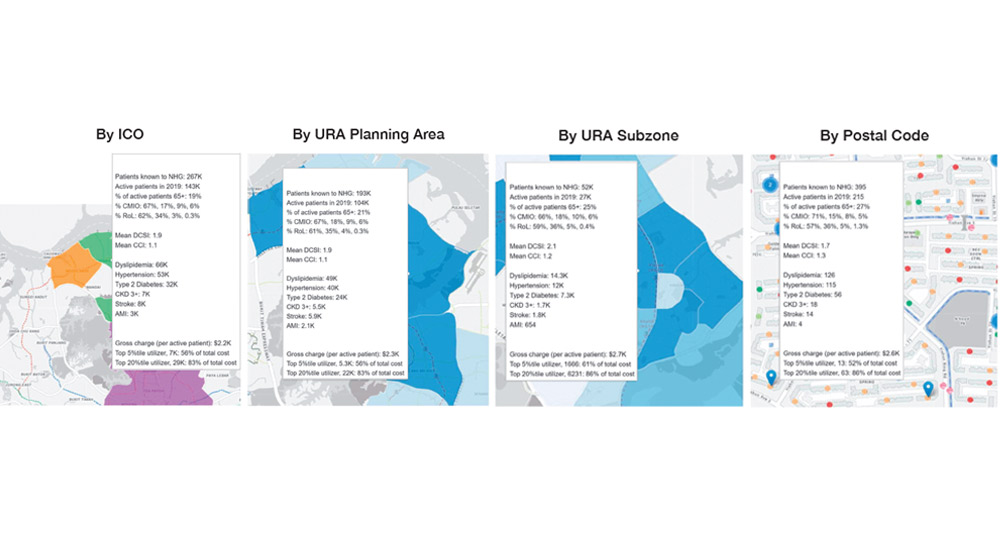 By ICO
Patients known to NHG: 267K
Active patients in 2019: 143K
% of active patients 65+: 19%
% CMIO: 67%, 17%, 9%, 6%
% RoL: 62%, 34%, 3%, 0.3%
Mean DCSI: 1.9
Mean CCI: 1.1
Dyslipidemia: 66K
Hypertension: 53K
Type 2 Diabetes: 32K
CKD 3+: 7K
Stroke: 8K
AMI: 3K
Gross charge (per active patient): $2.2K
Top 5%tile utilizer, 7K: 56% of total cost
Top 20%tile utilizer, 29K: 83% of total cost
By URA Planning Area
Patients known to NHG: 193K
Active patients in 2019: 104K
% of active patients 65+: 21%
% CMIO: 67%, 18%, 9%, 6%
% RoL: 61%, 35%, 4%, 0.3%
Mean DCSI: 1.9
Mean CCI: 1.1
Dyslipidemia: 49K
Hypertension: 40K
Type 2 Diabetes: 24K
CKD 3+: 5.5K
Stroke: 5.9K
AMI: 2.1K
Gross charge (per active patient): $2.3K
Top 5%tile utilizer, 5.3K: 56% of total cost
Top 20%tile utilizer, 22K: 83% of total cost
By URA Subzone
Patients known to NHG: 52K
Active patients in 2019: 27K
% of active patients 65+: 25%
% CMIO: 66%, 18%, 10%, 6%
% RoL: 59%, 36%, 5%, 0.4%
Mean DCSI: 2.1
Mean CCI: 1.2
Dyslipidemia: 14.3K
Hypertension: 12K
Type 2 Diabetes: 7.3K
CKD 3+: 1.7K
Stroke: 1.8K
AMI: 654
Gross charge (per active patient): $2.7K
Top 5%tile utilizer, 1666: 61% of total cost
Top 20%tile utilizer, 6231: 86% of total cost
By Postal Code
Patients known to NHG: 395
Active patients in 2019: 215
% of active patients 65+: 27%
% CMIO: 71%, 15%, 8%, 5%
% RoL: 57%, 36%, 5%, 1.3%
Mean DCSI: 1.7
Mean CCI: 1.3
Dyslipidemia: 126
Hypertension: 115
Type 2 Diabetes: 56
CKD 3+: 18
Stroke: 14
AMI: 4
Gross charge (per active patient): $2.6K
Top 5%tile utilizer, 13: 52% of total cost
Top 20%tile utilizer, 63: 86% of total cost
2
SPRING
SPRING